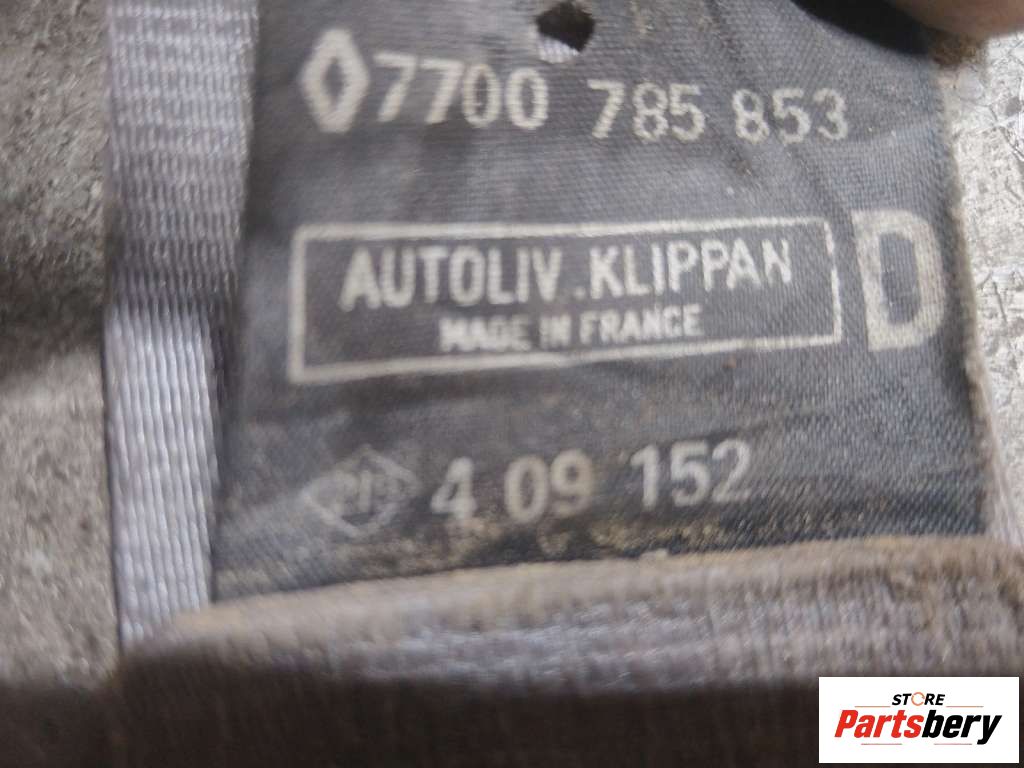 7700 785 853
AUTOLIV.KLIPPAN
MADE IN FRANCE
D
4 09 152
STORE
Partsbery